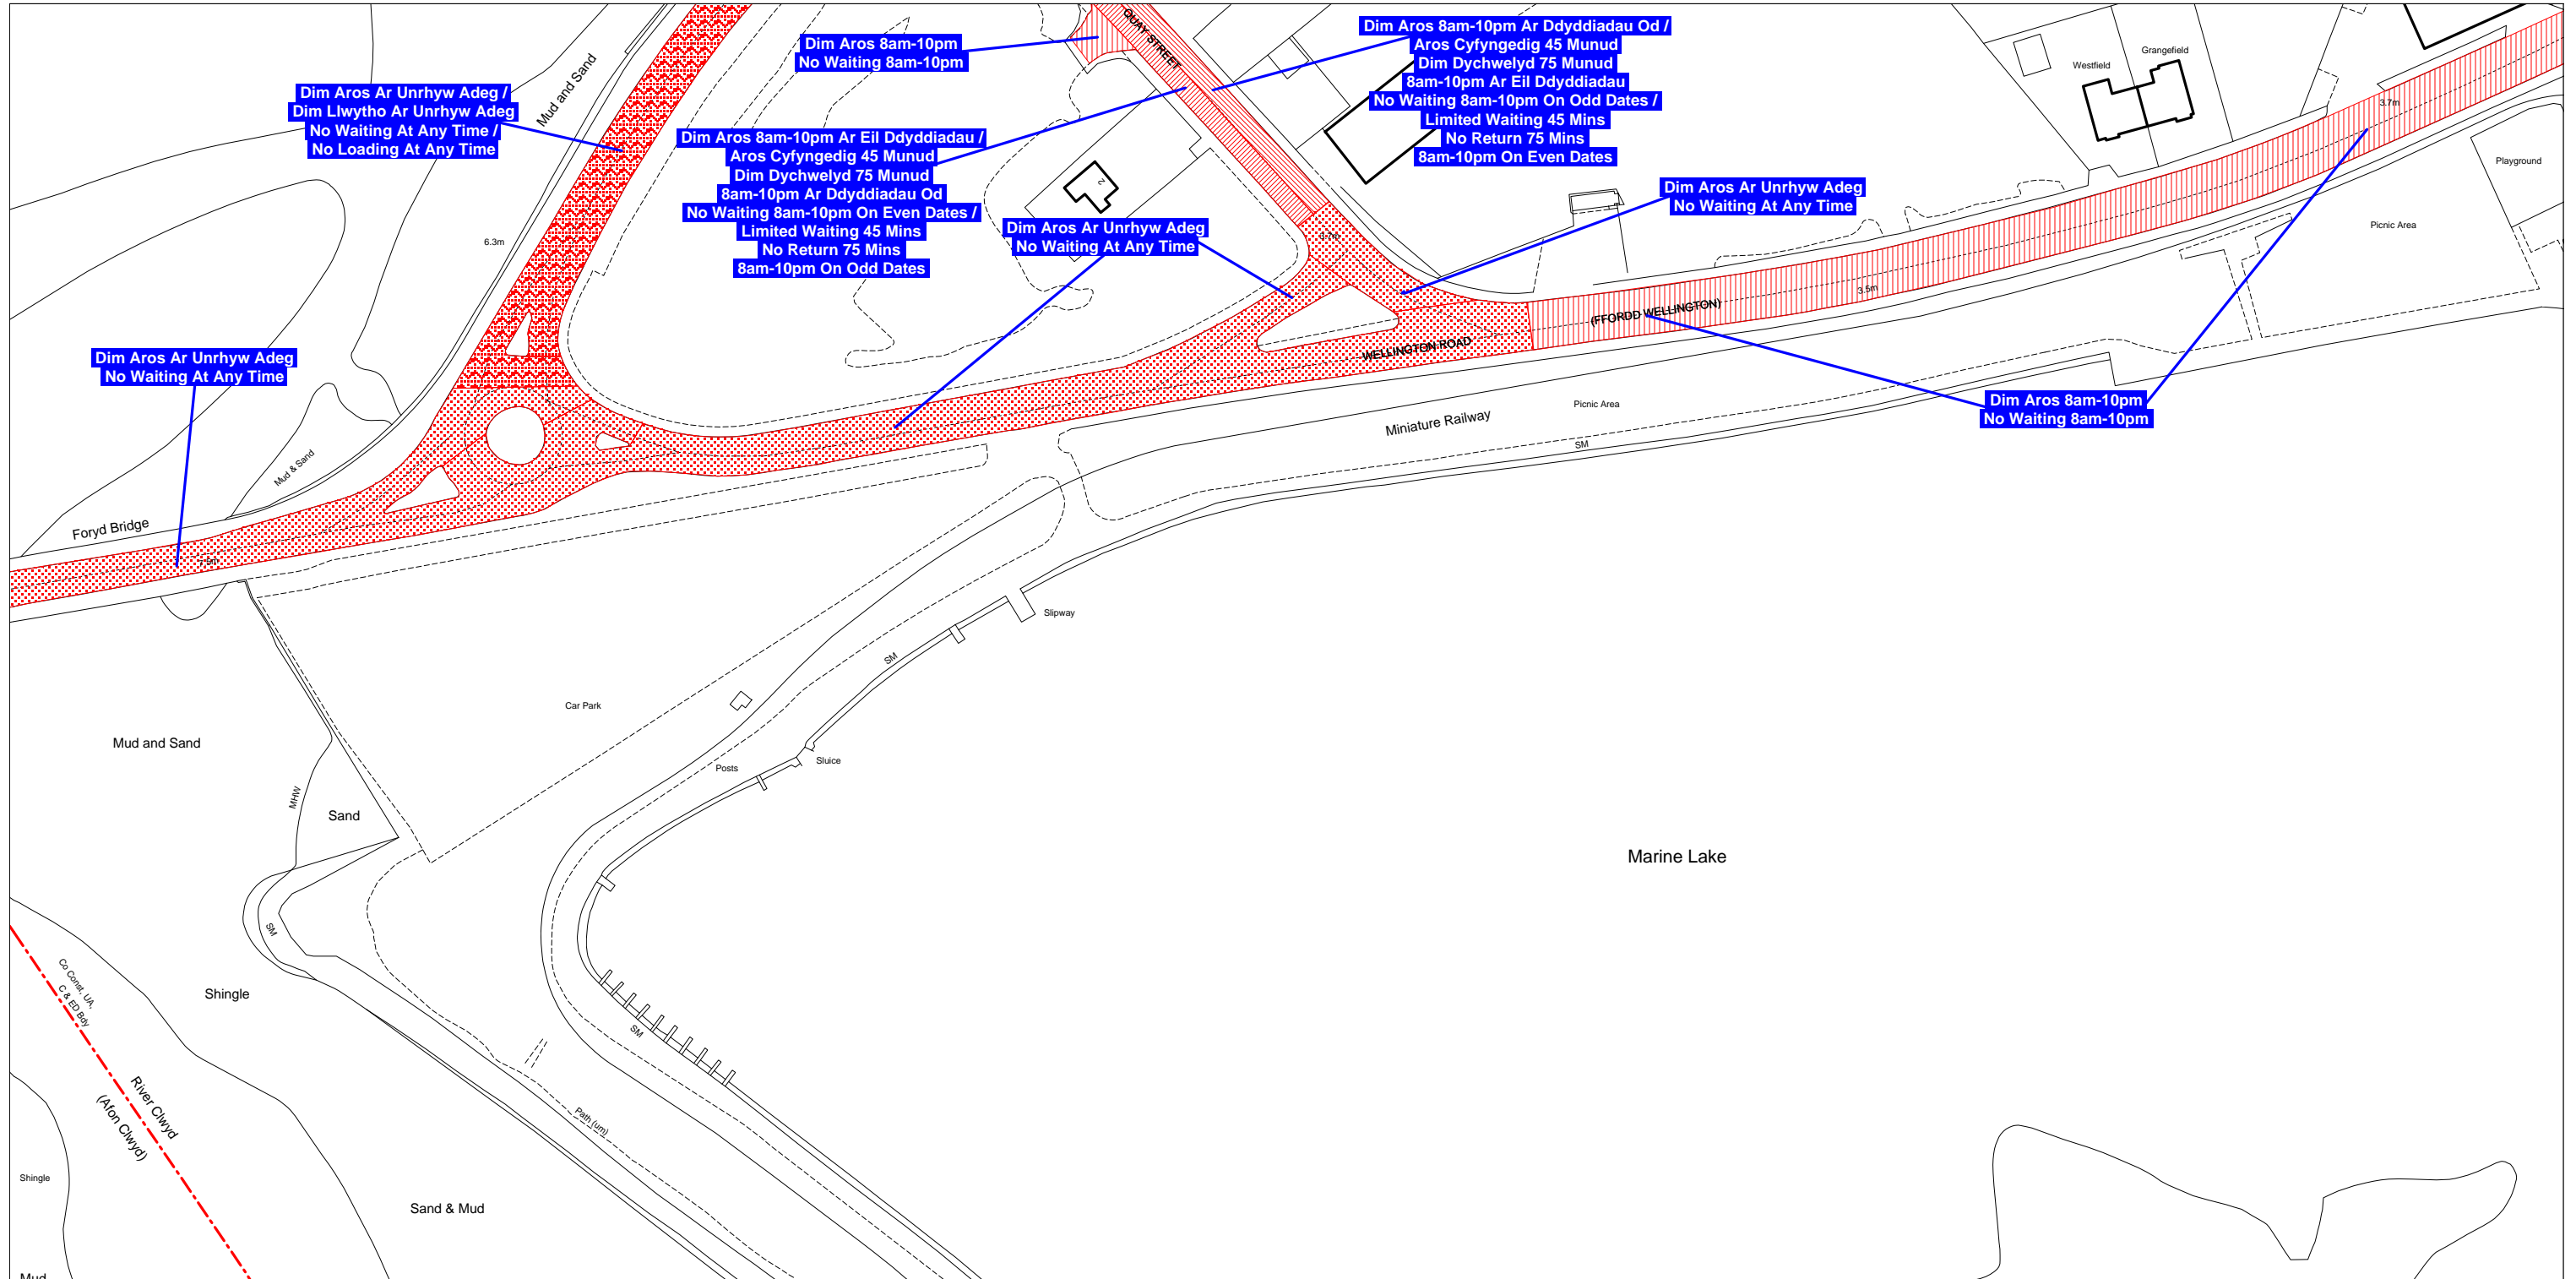 QUAY STREET
Dim Aros 8am-10pm Ar Ddyddiadau Od /
Aros Cyfyngedig 45 Munud
Dim Dychwelyd 75 Munud
8am-10pm Ar Eil Ddyddiadau
No Waiting 8am-10pm On Odd Dates /
Limited Waiting 45 Mins
No Return 75 Mins
8am-10pm On Even Dates
Dim Aros 8am-10pm
No Waiting 8am-10pm
Grangefield
Westfield
3.7m
Mud and Sand
Dim Aros Ar Unrhyw Adeg /
Dim Llwytho Ar Unrhyw Adeg
No Waiting At Any Time /
No Loading At Any Time
Dim Aros 8am-10pm Ar Eil Ddyddiadau /
Aros Cyfyngedig 45 Munud
Dim Dychwelyd 75 Munud
8am-10pm Ar Ddyddiadau Od
No Waiting 8am-10pm On Even Dates /
Limited Waiting 45 Mins
No Return 75 Mins
8am-10pm On Odd Dates
2
Playground
Dim Aros Ar Unrhyw Adeg
No Waiting At Any Time
Dim Aros Ar Unrhyw Adeg
No Waiting At Any Time
Picnic Area
6.3m
3.5m
(FFORDD WELLINGTON)
WELLINGTON ROAD
Dim Aros Ar Unrhyw Adeg
No Waiting At Any Time
Dim Aros 8am-10pm
No Waiting 8am-10pm
Picnic Area
Miniature Railway
SM
Mud & Sand
Foryd Bridge
Slipway
SM
Car Park
Mud and Sand
Posts
Sluice
MHW
Sand
Marine Lake
SM
Co Const, UA,
C & ED Bdy
Shingle
SM
River Clwyd
(Afon Clwyd)
Path (um)
Shingle
Sand & Mud
Mud